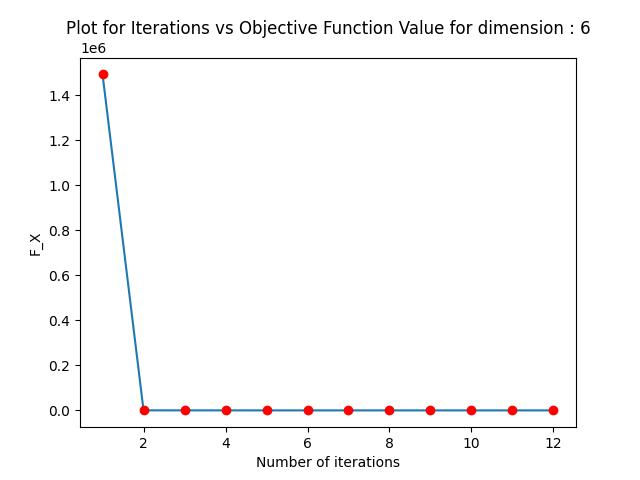 Plot for Iterations vs Objective Function Value for dimension : 6
1e6
1.4
1.2
1.0
0.8
0.6
0.4
0.2
0.0
F_X
2 4 6 8 10 12
Number of iterations